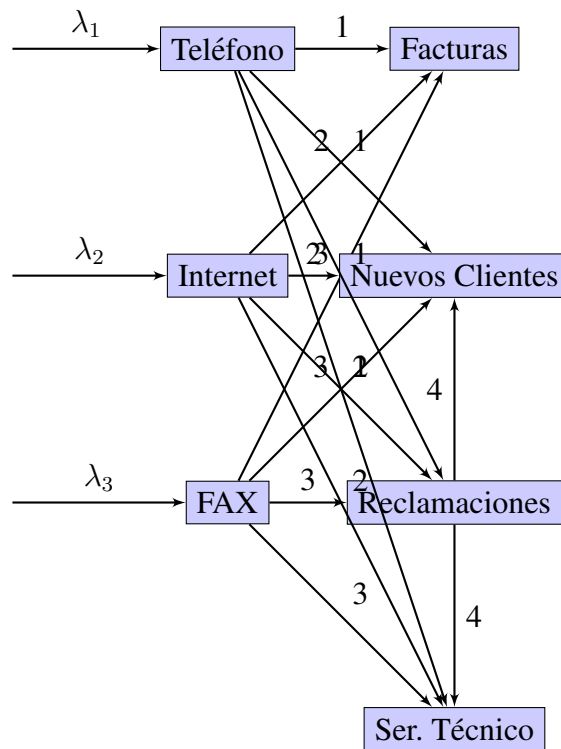 λ₁ Teléfono 1 Facturas
2 1
λ₂ Internet 2 3 1 Nuevos Clientes
3 2 1
4
λ₃ FAX 3 2 Reclamaciones
3
4
Ser. Técnico